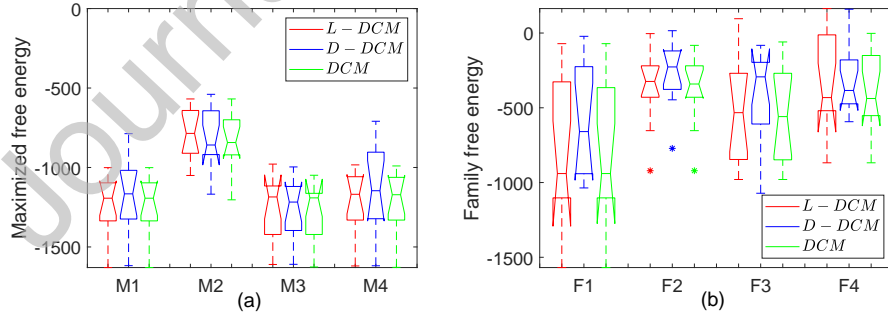 Journal
Maximized free energy
0
-500
-1000
-1500
L - DCM
D - DCM
DCM
M1 M2 M3 M4
(a)
Family free energy
0
-500
-1000
-1500
L - DCM
D - DCM
DCM
F1 F2 F3 F4
(b)